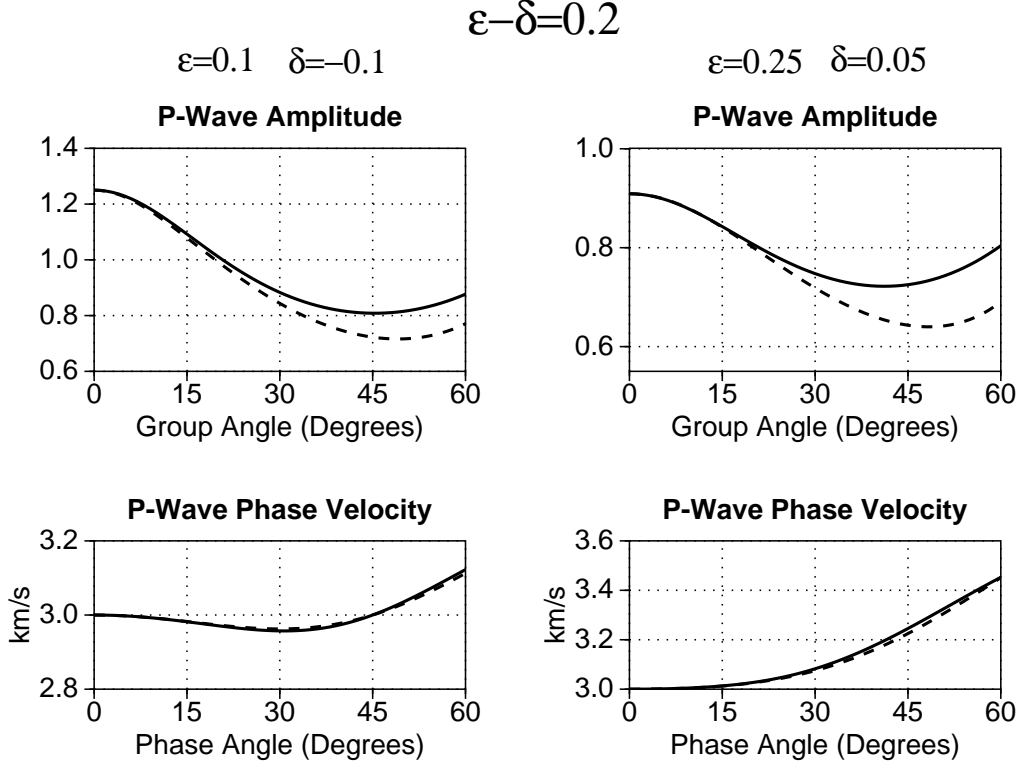 ε−δ=0.2
ε=0.1 δ=−0.1
ε=0.25 δ=0.05
P-Wave Amplitude
1.4
1.2
1.0
0.8
0.6
0 15 30 45 60
Group Angle (Degrees)
P-Wave Amplitude
1.0
0.8
0.6
0 15 30 45 60
Group Angle (Degrees)
P-Wave Phase Velocity
km/s
3.2
3.0
2.8
0 15 30 45 60
Phase Angle (Degrees)
P-Wave Phase Velocity
km/s
3.6
3.4
3.2
3.0
0 15 30 45 60
Phase Angle (Degrees)